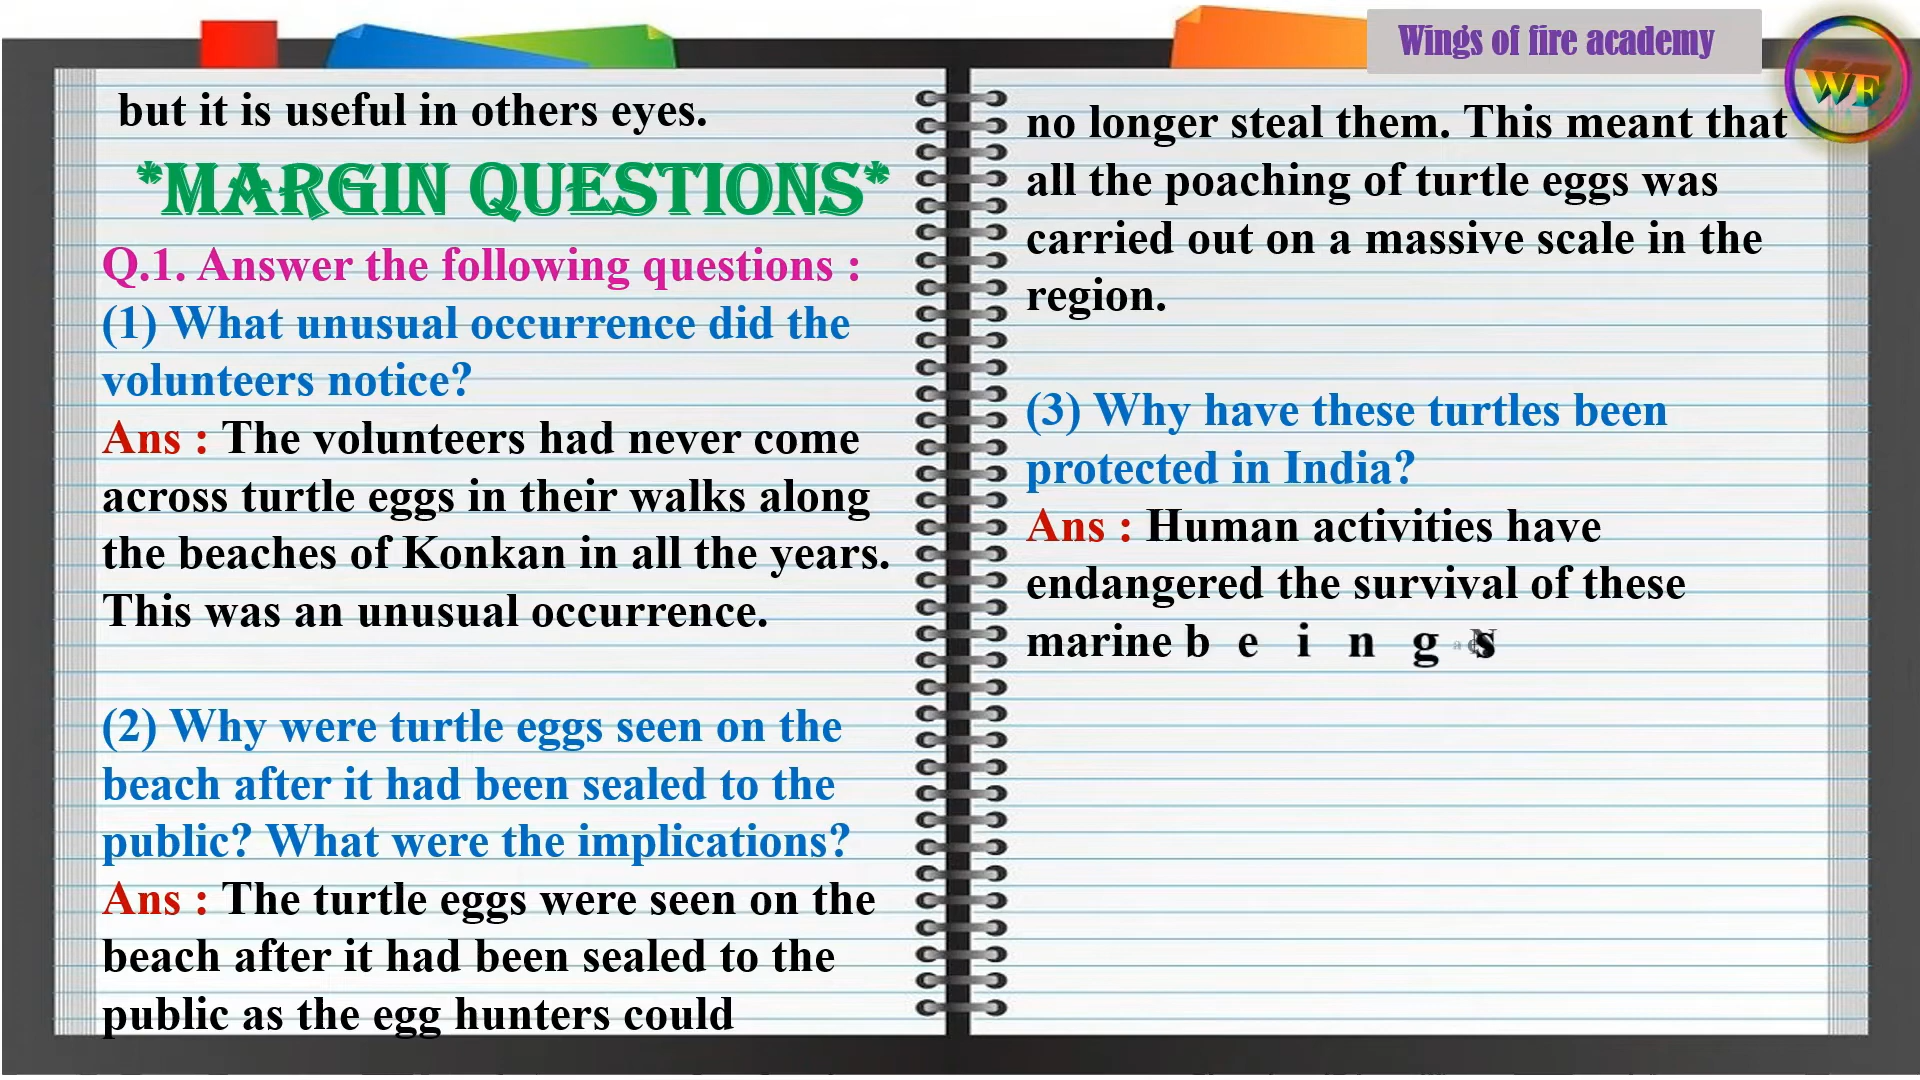 Wings of fire academy
WF
but it is useful in others eyes.
*MARGIN QUESTIONS*
Q.1. Answer the following questions :
(1) What unusual occurrence did the
volunteers notice?
Ans : The volunteers had never come
across turtle eggs in their walks along
the beaches of Konkan in all the years.
This was an unusual occurrence.
(2) Why were turtle eggs seen on the
beach after it had been sealed to the
public? What were the implications?
Ans : The turtle eggs were seen on the
beach after it had been sealed to the
public as the egg hunters could
no longer steal them. This meant that
all the poaching of turtle eggs was
carried out on a massive scale in the
region.
(3) Why have these turtles been
protected in India?
Ans : Human activities have
endangered the survival of these
marine b e i n g s